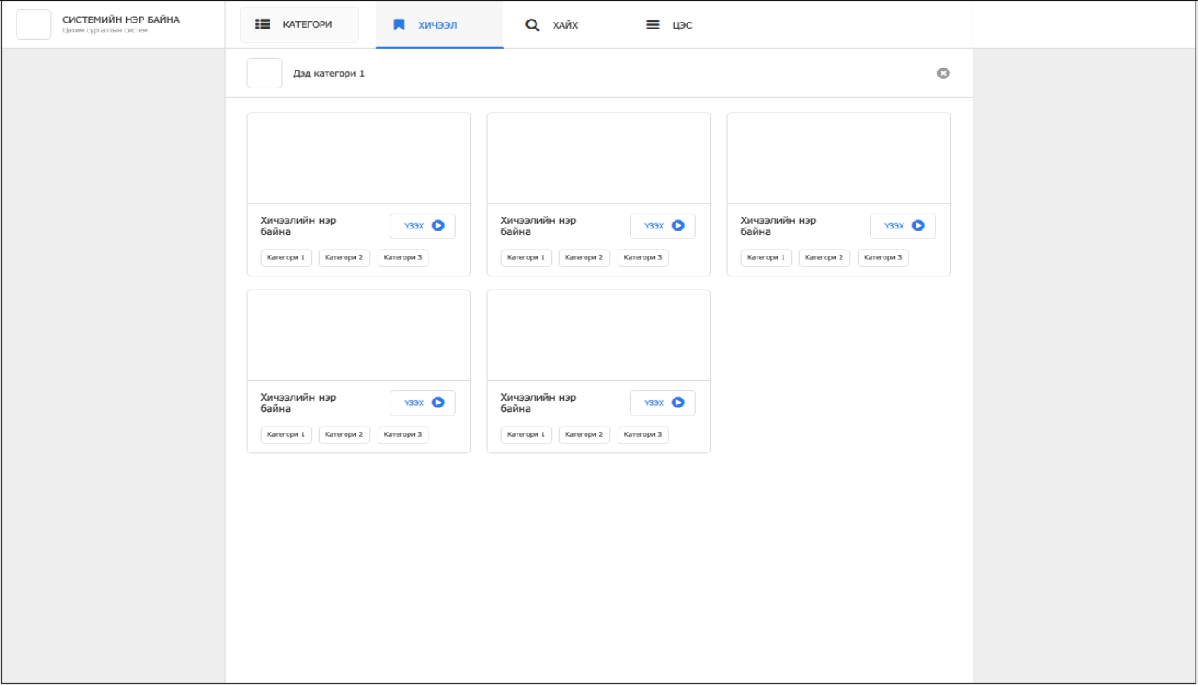 СИСТЕМИЙН НЭР БАЙНА
Цахим сургалтын систем
КАТЕГОРИ
ХИЧЭЭЛ
ХАЙХ
ЦЭС
Дэд категори 1
Хичээлийн нэр
байна
ҮЗЭХ
Категори 1 Категори 2 Категори 3
Хичээлийн нэр
байна
ҮЗЭХ
Категори 1 Категори 2 Категори 3
Хичээлийн нэр
байна
ҮЗЭХ
Категори 1 Категори 2 Категори 3
Хичээлийн нэр
байна
ҮЗЭХ
Категори 1 Категори 2 Категори 3
Хичээлийн нэр
байна
ҮЗЭХ
Категори 1 Категори 2 Категори 3